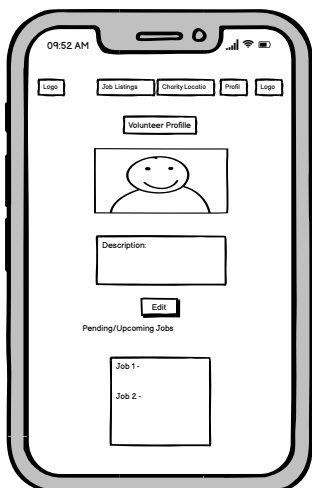 09:52 AM
Logo Job Listings Charity Locatio Profil Logo
Volunteer Profille
Description:
Edit
Pending/Upcoming Jobs
Job 1 -
Job 2 -